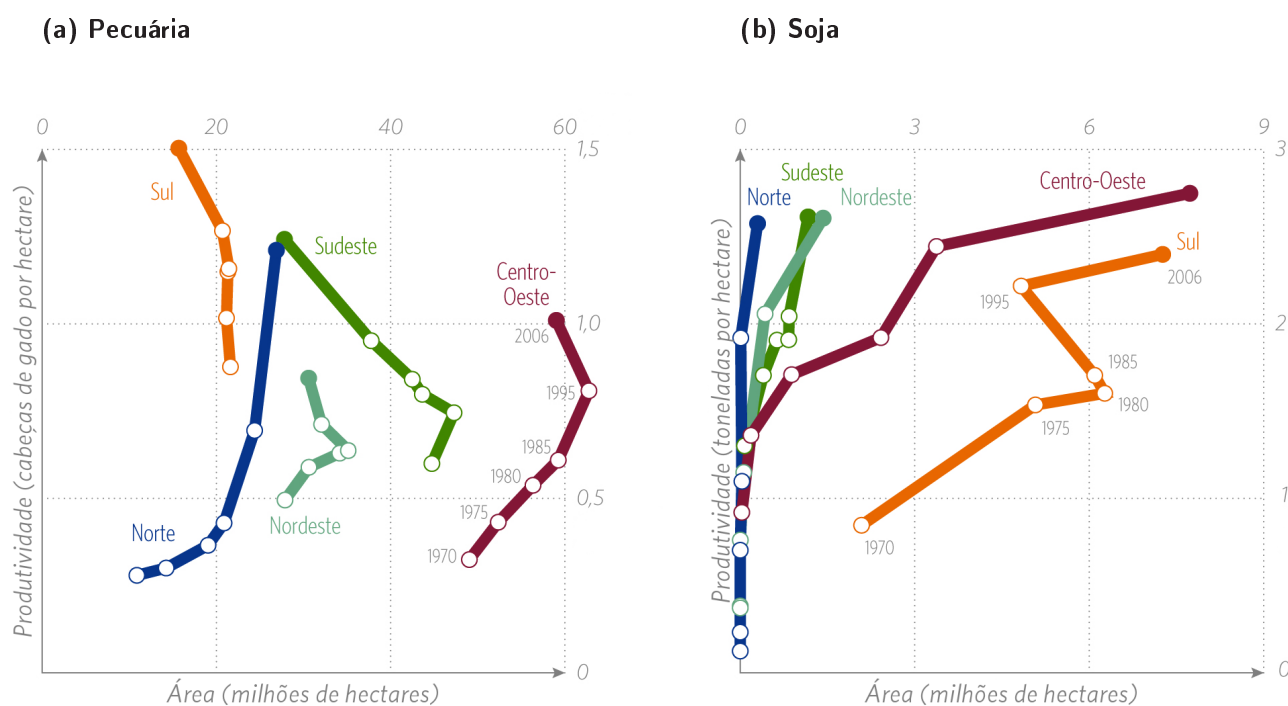 (a) Pecuária
0 20 40 60
1,5
Produtividade (cabeças de gado por hectare)
Sul
Sudeste
Centro-
Oeste
2006
1,0
1995
1985
1980
1975
1970
0,5
Nordeste
Norte
0
Área (milhões de hectares)
(b) Soja
0 3 6 9
3
Produtividade (toneladas por hectare)
Sudeste
Norte
Nordeste
Centro-Oeste
Sul
2006
1995
2
1985
1980
1975
1
1970
0
Área (milhões de hectares)